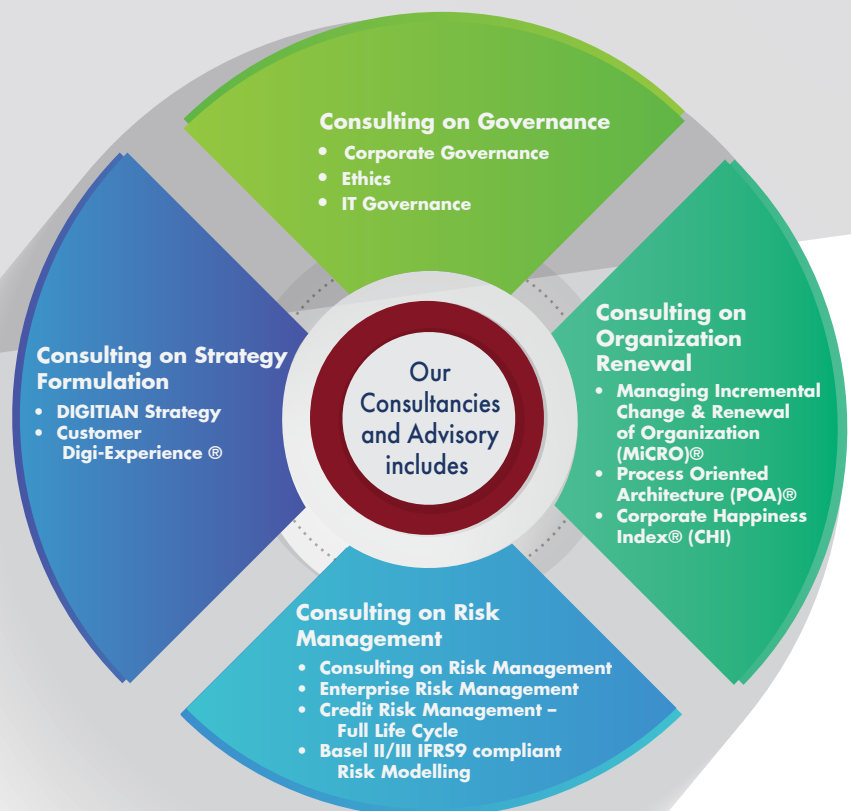 Consulting on Governance
• Corporate Governance
• Ethics
• IT Governance
Consulting on Strategy
Formulation
• DIGITIAN Strategy
• Customer
Digi-Experience ®
Our
Consultancies
and Advisory
includes
Consulting on
Organization
Renewal
• Managing Incremental
Change & Renewal
of Organization
(MiCRO)®
• Process Oriented
Architecture (POA)®
• Corporate Happiness
Index® (CHI)
Consulting on Risk
Management
• Consulting on Risk Management
• Enterprise Risk Management
• Credit Risk Management –
Full Life Cycle
• Basel II/III IFRS9 compliant
Risk Modelling